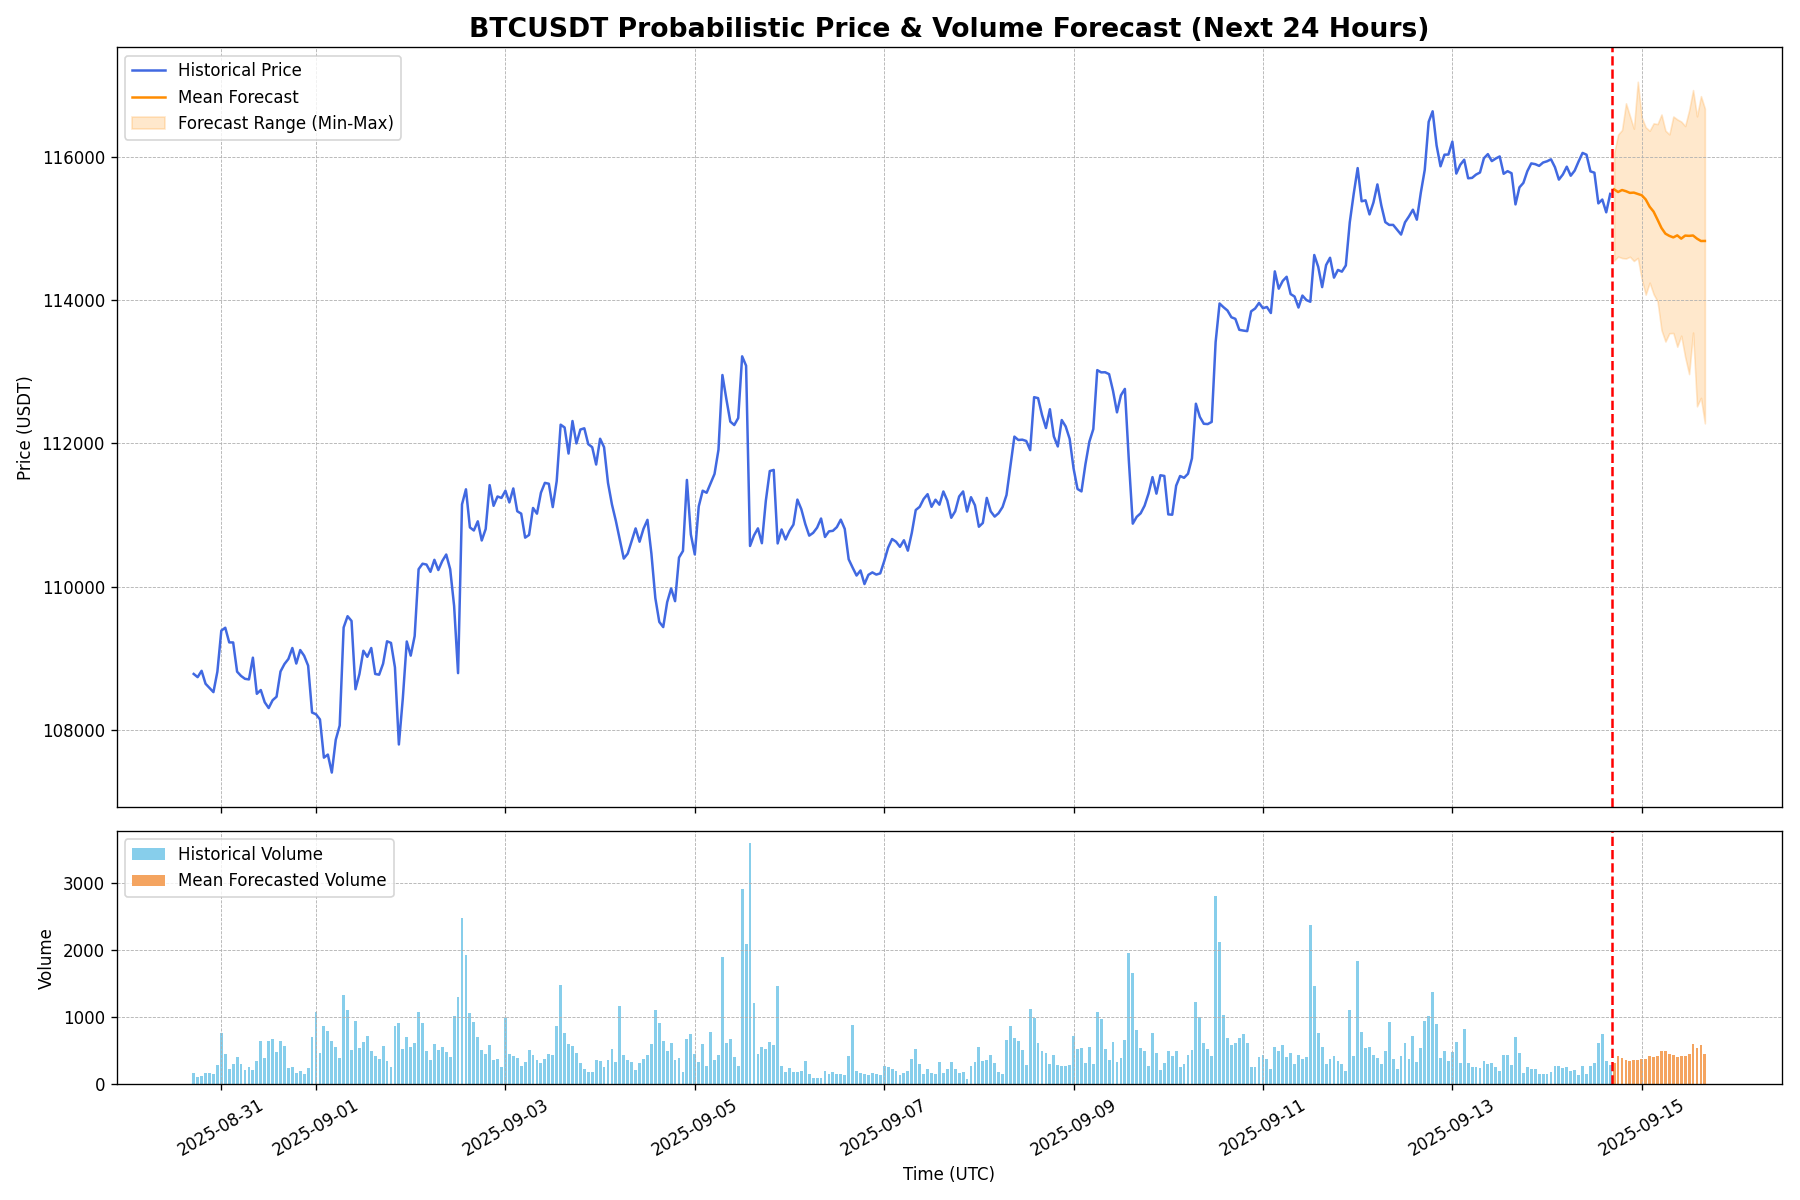 BTCUSDT Probabilistic Price & Volume Forecast (Next 24 Hours)
Historical Price
Mean Forecast
Forecast Range (Min-Max)
Price (USDT)
116000
114000
112000
110000
108000
Historical Volume
Mean Forecasted Volume
Volume
3000
2000
1000
0
2025-08-31
2025-09-01
2025-09-03
2025-09-05
2025-09-07
2025-09-09
2025-09-11
2025-09-13
2025-09-15
Time (UTC)